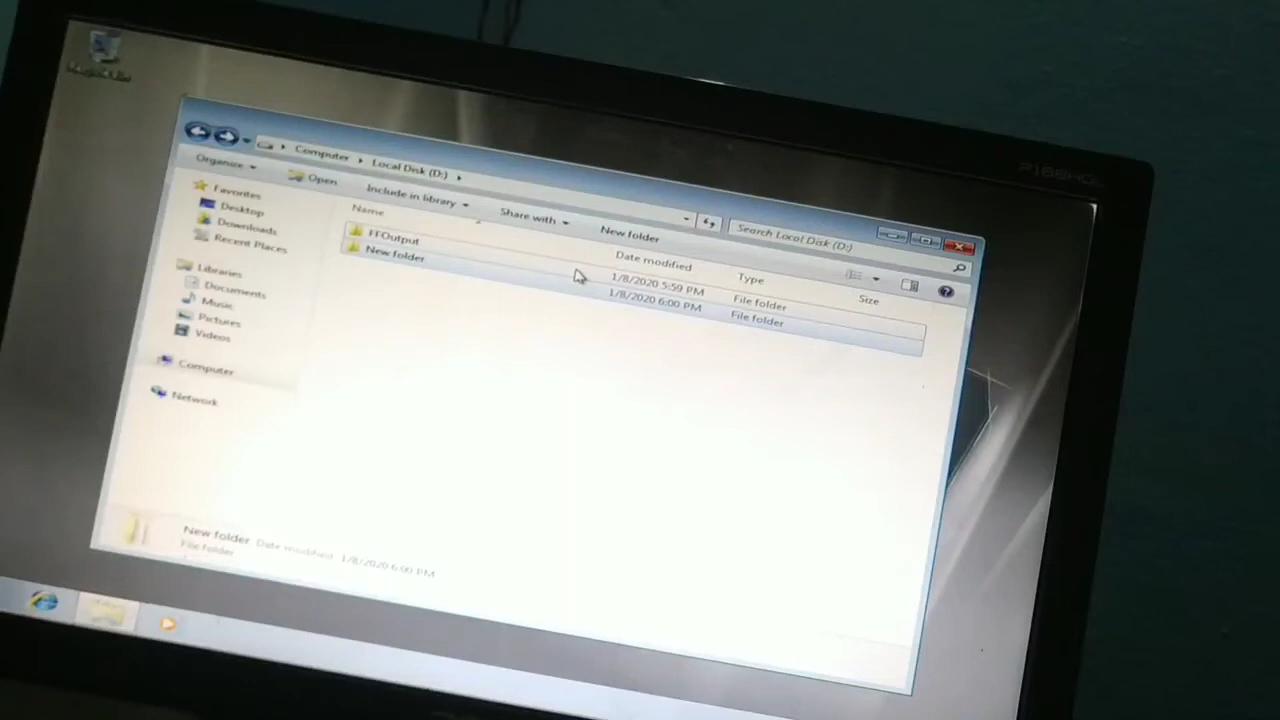 P166HQL
Computer Local Disk (D:)
Search Local Disk (D:)
Organize Open Include in library Share with New folder
Favorites
Desktop
Downloads
Recent Places
Libraries
Documents
Music
Pictures
Videos
Computer
Network
Name Date modified Type Size
FFOutput 1/8/2020 5:59 PM File folder
New folder 1/8/2020 6:00 PM File folder
New folder Date modified 1/8/2020 6:00 PM
File folder